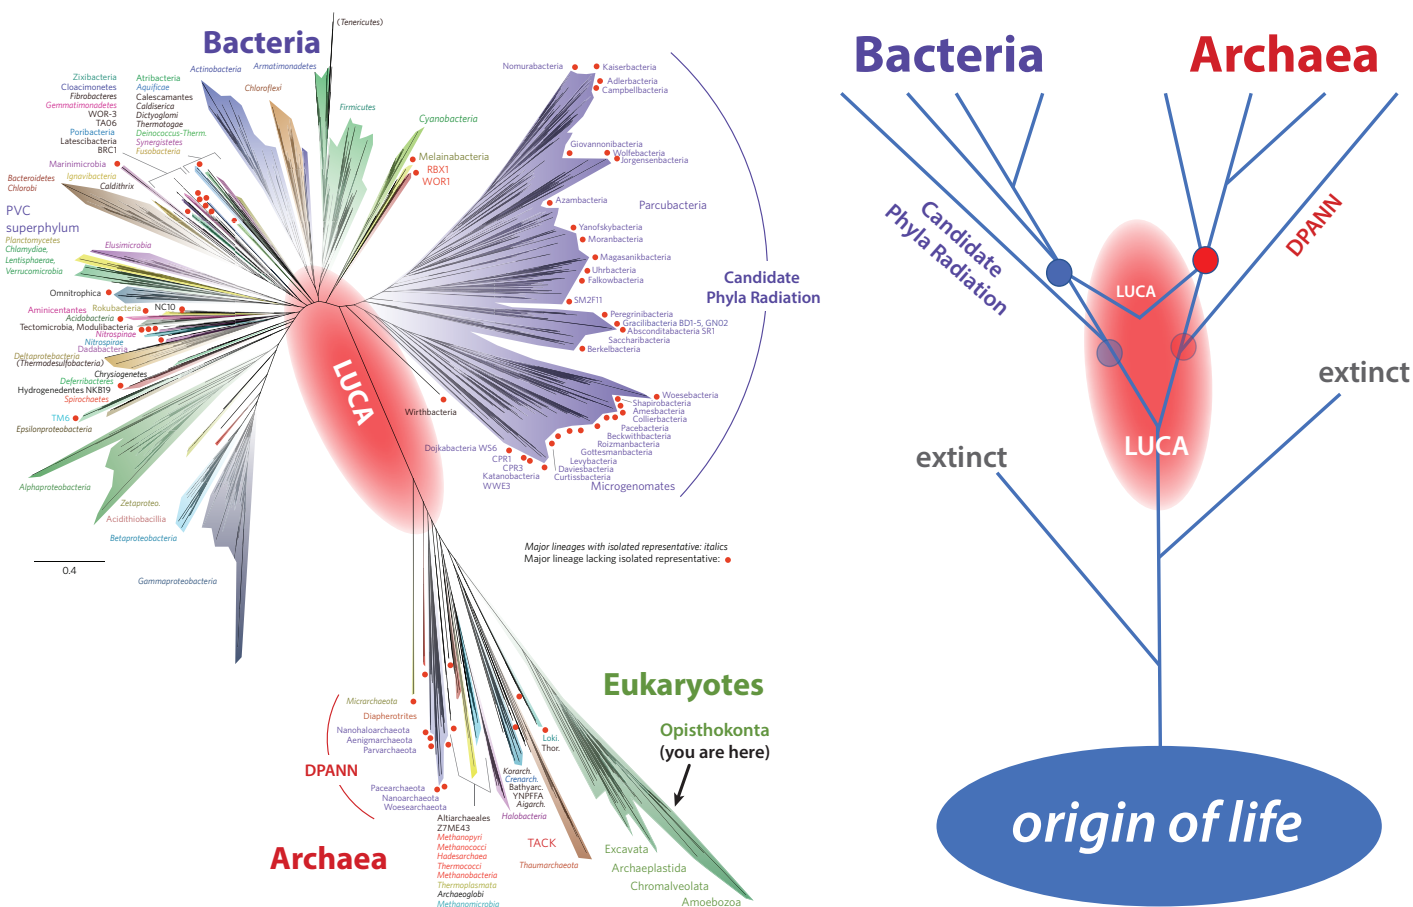 (Tenericutes)
Bacteria
Actinobacteria
Armatimonadetes
Zixibacteria
Cloacimonetes
Fibrobacteres
Gemmatimonadetes
WOR-3
TA06
Poribacteria
Latescibacteria
BRC1
Atribacteria
Aquificae
Calescamantes
Caldiserica
Dictyoglomi
Thermotogae
Deinococcus-Therm.
Synergistetes
Fusobacteria
Chloroflexi
Firmicutes
Cyanobacteria
Melainabacteria
RBX1
WOR1
Marinimicrobia
Bacteroidetes
Chlorobi
Ignavibacteria
Caldithrix
PVC
superphylum
Planctomycetes
Chlamydiae,
Lentisphaerae,
Verrucomicrobia
Elusimicrobia
Omnitrophica
Aminicentantes
Rokubacteria
NC10
Acidobacteria
Tectomicrobia, Modulibacteria
Nitrospinae
Nitrospirae
Dadabacteria
Deltaprotebacteria
(Thermodesulfobacteria)
Chrysiogenetes
Deferribacteres
Hydrogenedentes NKB19
Spirochaetes
TM6
Epsilonproteobacteria
Alphaproteobacteria
Zetaproteo.
Acidithiobacillia
Betaproteobacteria
Gammaproteobacteria
0.4
Nomurabacteria
Kaiserbacteria
Adlerbacteria
Campbellbacteria
Giovannonibacteria
Wolfebacteria
Jorgensenbacteria
Azambacteria
Parcubacteria
Yanofskybacteria
Moranbacteria
Magasanikbacteria
Uhrbacteria
Falkowbacteria
SM2F11
Candidate
Phyla Radiation
Peregrinibacteria
Gracilibacteria BD1-5, GN02
Absconditabacteria SR1
Saccharibacteria
Berkelbacteria
LUCA
Wirthbacteria
Woesebacteria
Shapirobacteria
Amesbacteria
Collierbacteria
Pacebacteria
Beckwithbacteria
Roizmanbacteria
Gottesmanbacteria
Levybacteria
Daviesbacteria
Curtissbacteria
Dojkabacteria WS6
CPR1
CPR3
Katanobacteria
WWE3
Microgenomates
Major lineages with isolated representative: italics
Major lineage lacking isolated representative:
Micrarchaeota
Diapherotrites
Nanohaloarchaeota
Aenigmarchaeota
Parvarchaeota
DPANN
Pacearchaeota
Nanoarchaeota
Woesearchaeota
Archaea
Altiarchaeales
Z7ME43
Methanopyri
Methanococci
Hadesarchaea
Thermococci
Methanobacteria
Thermoplasmata
Archaeoglobi
Methanomicrobia
Halobacteria
Korarch.
Crenarch.
Bathyarc.
YNPFFA
Aigarch.
Loki.
Thor.
TACK
Thaumarchaeota
Eukaryotes
Opisthokonta
(you are here)
Excavata
Archaeplastida
Chromalveolata
Amoebozoa
Bacteria
Archaea
Candidate
Phyla Radiation
DPANN
LUCA
LUCA
extinct
extinct
origin of life